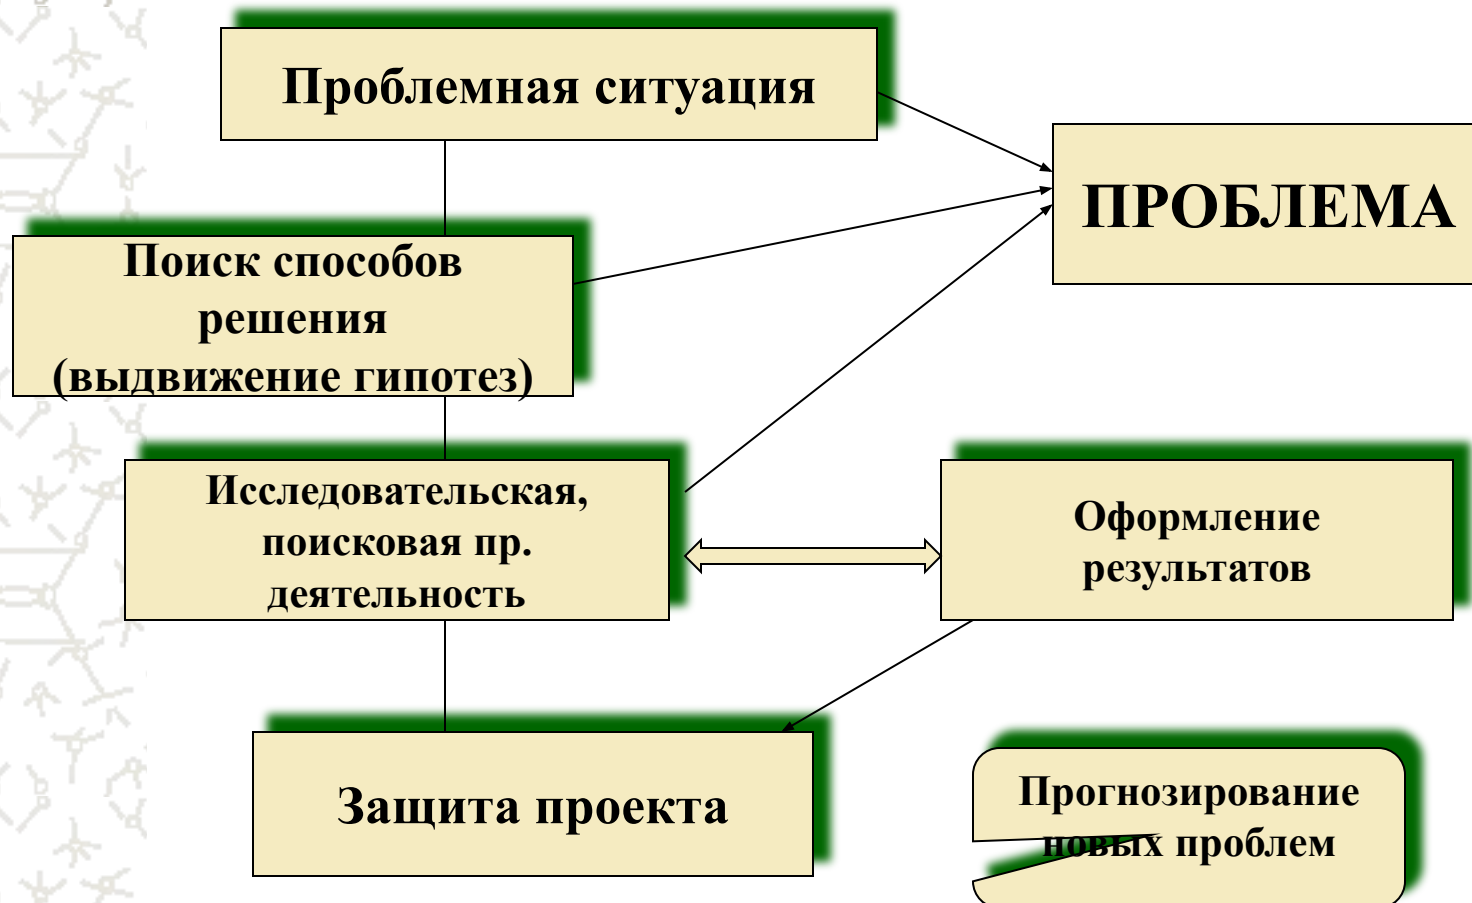 Проблемная ситуация
ПРОБЛЕМА
Поиск способов
решения
(выдвижение гипотез)
Исследовательская,
поисковая пр.
деятельность
Оформление
результатов
Защита проекта
Прогнозирование
новых проблем